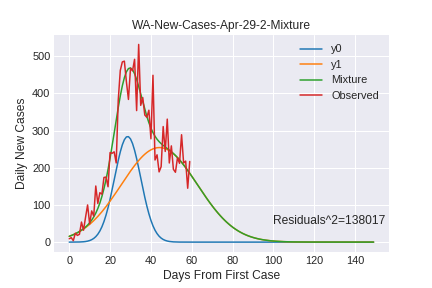 WA-New-Cases-Apr-29-2-Mixture
Daily New Cases
500
400
300
200
100
0
y0
y1
Mixture
Observed
Residuals^2=138017
0 20 40 60 80 100 120 140
Days From First Case